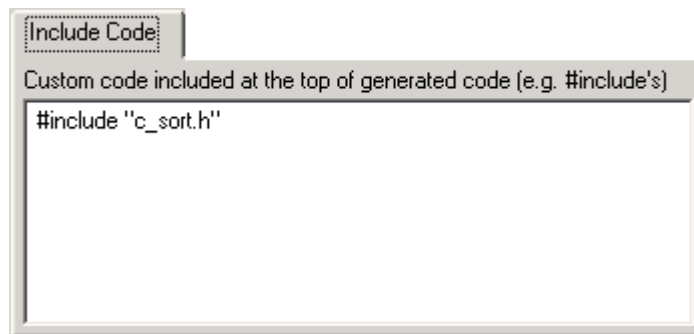 Include Code
Custom code included at the top of generated code (e.g. #include's)
#include "c_sort.h"